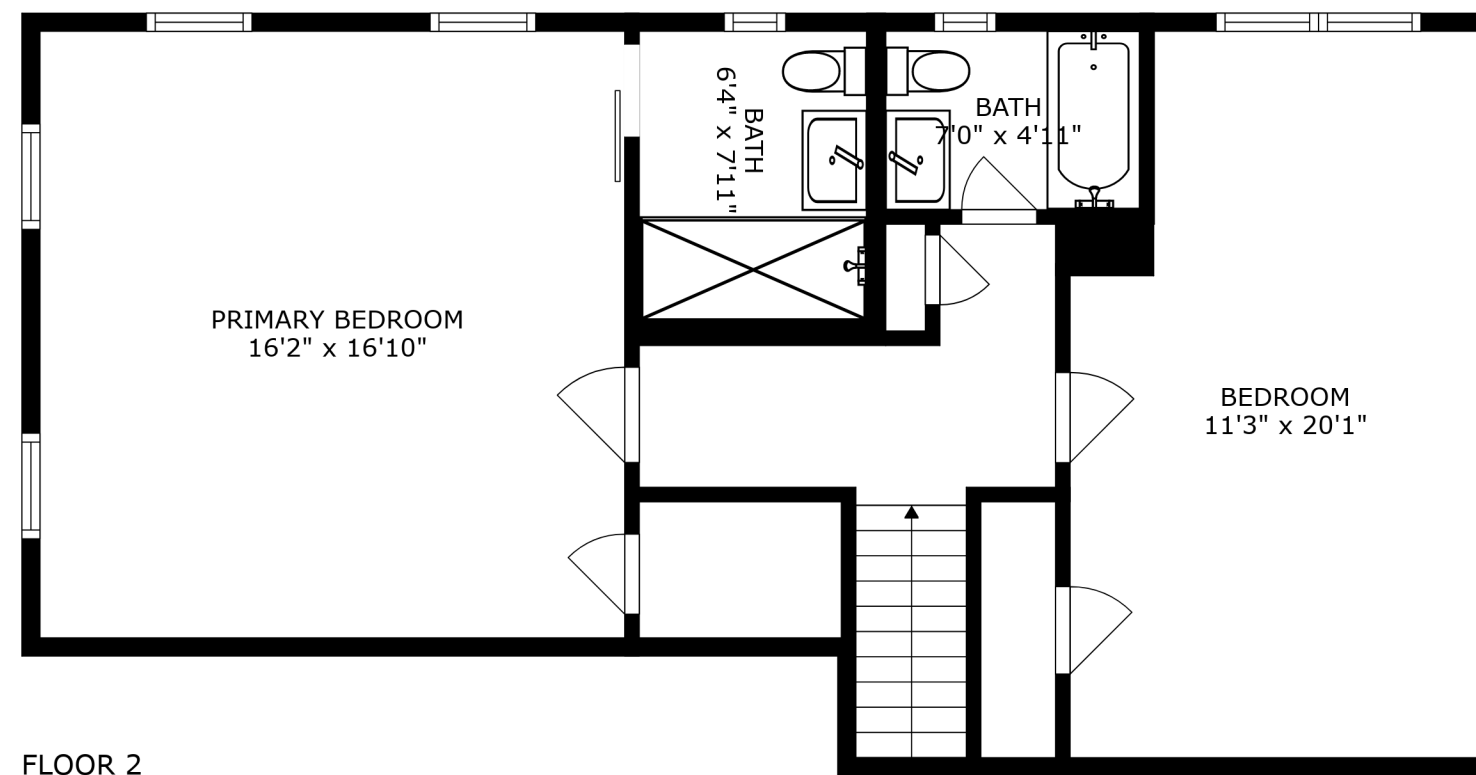 PRIMARY BEDROOM
16'2" x 16'10"
BATH
6'4" x 7'11"
BATH
7'0" x 4'11"
BEDROOM
11'3" x 20'1"
FLOOR 2